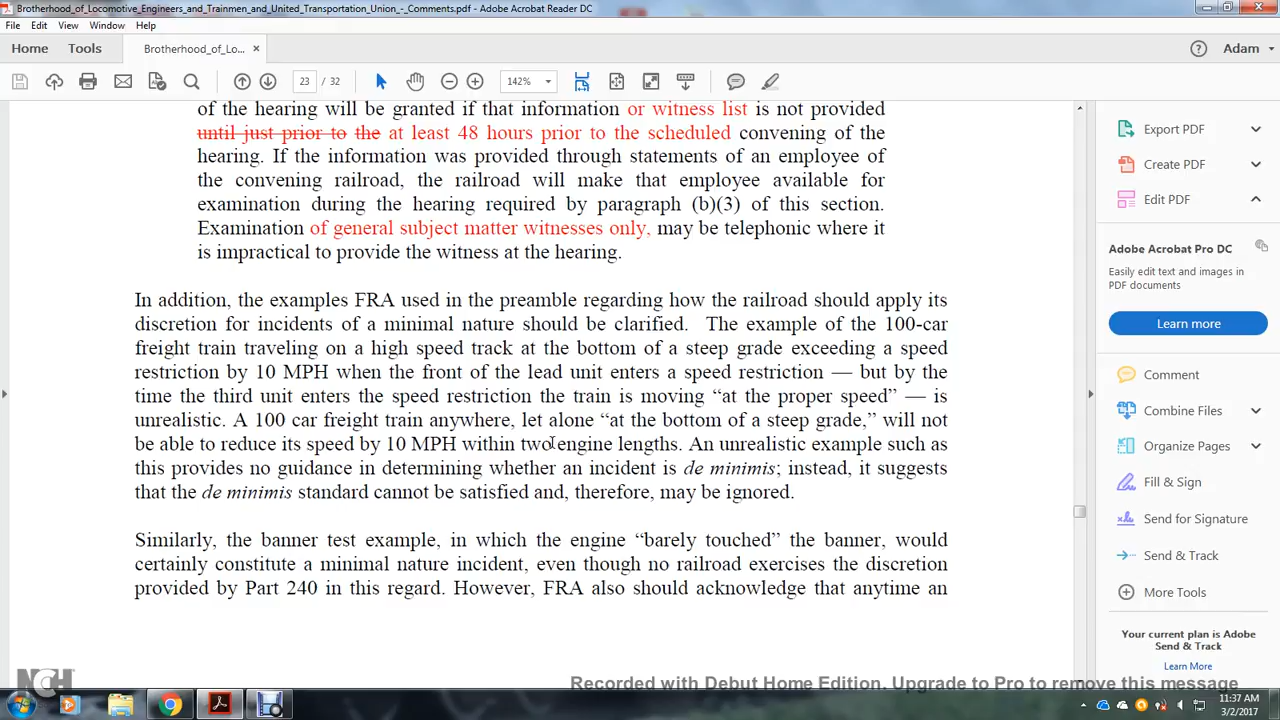 Brotherhood_of_Locomotive_Engineers_and_Trainmen_and_United_Transportation_Union_-_Comments.pdf - Adobe Acrobat Reader DC
File Edit View Window Help
Home Tools Brotherhood_of_Lo... × Adam
23 / 32 142%
of the hearing will be granted if that information or witness list is not provided
until just prior to the at least 48 hours prior to the scheduled convening of the
hearing. If the information was provided through statements of an employee of
the convening railroad, the railroad will make that employee available for
examination during the hearing required by paragraph (b)(3) of this section.
Examination of general subject matter witnesses only, may be telephonic where it
is impractical to provide the witness at the hearing.
In addition, the examples FRA used in the preamble regarding how the railroad should apply its
discretion for incidents of a minimal nature should be clarified. The example of the 100-car
freight train traveling on a high speed track at the bottom of a steep grade exceeding a speed
restriction by 10 MPH when the front of the lead unit enters a speed restriction — but by the
time the third unit enters the speed restriction the train is moving “at the proper speed” — is
unrealistic. A 100 car freight train anywhere, let alone “at the bottom of a steep grade,” will not
be able to reduce its speed by 10 MPH within two engine lengths. An unrealistic example such as
this provides no guidance in determining whether an incident is de minimis; instead, it suggests
that the de minimis standard cannot be satisfied and, therefore, may be ignored.
Similarly, the banner test example, in which the engine “barely touched” the banner, would
certainly constitute a minimal nature incident, even though no railroad exercises the discretion
provided by Part 240 in this regard. However, FRA also should acknowledge that anytime an
Export PDF
Create PDF
Edit PDF
Adobe Acrobat Pro DC
Easily edit text and images in
PDF documents
Learn more
Comment
Combine Files
Organize Pages
Fill & Sign
Send for Signature
Send & Track
More Tools
Your current plan is Adobe
Send & Track
Learn More
NCH
Recorded with Debut Home Edition. Upgrade to Pro to remove this message
11:37 AM
3/2/2017